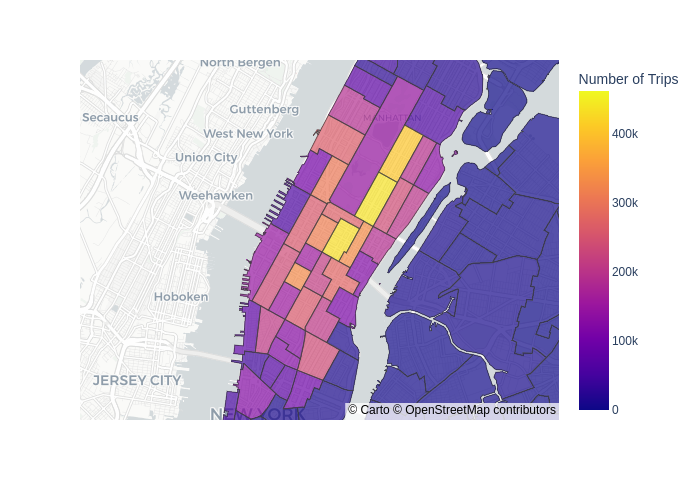 North Bergen
Number of Trips
Secaucus
Guttenberg
MANHATTAN
West New York
400k
Union City
Weehawken
300k
200k
Hoboken
100k
JERSEY CITY
NEW YORK
© Carto © OpenStreetMap contributors
0